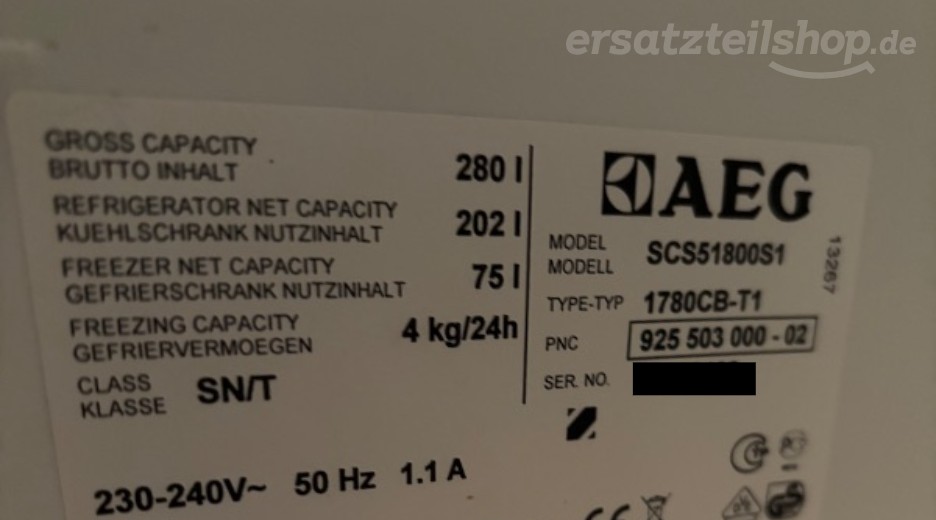 ersatzteilshop.de
GROSS CAPACITY
BRUTTO INHALT 280 l
REFRIGERATOR NET CAPACITY
KUEHLSCHRANK NUTZINHALT 202 l
FREEZER NET CAPACITY
GEFRIERSCHRANK NUTZINHALT 75 l
FREEZING CAPACITY
GEFRIERVERMOEGEN 4 kg/24h
CLASS
KLASSE SN/T
230-240V~ 50 Hz 1.1 A
AEG
MODEL
MODELL SCS51800S1
TYPE-TYP 1780CB-T1
PNC 925 503 000 - 02
SER. NO.
13267
CE